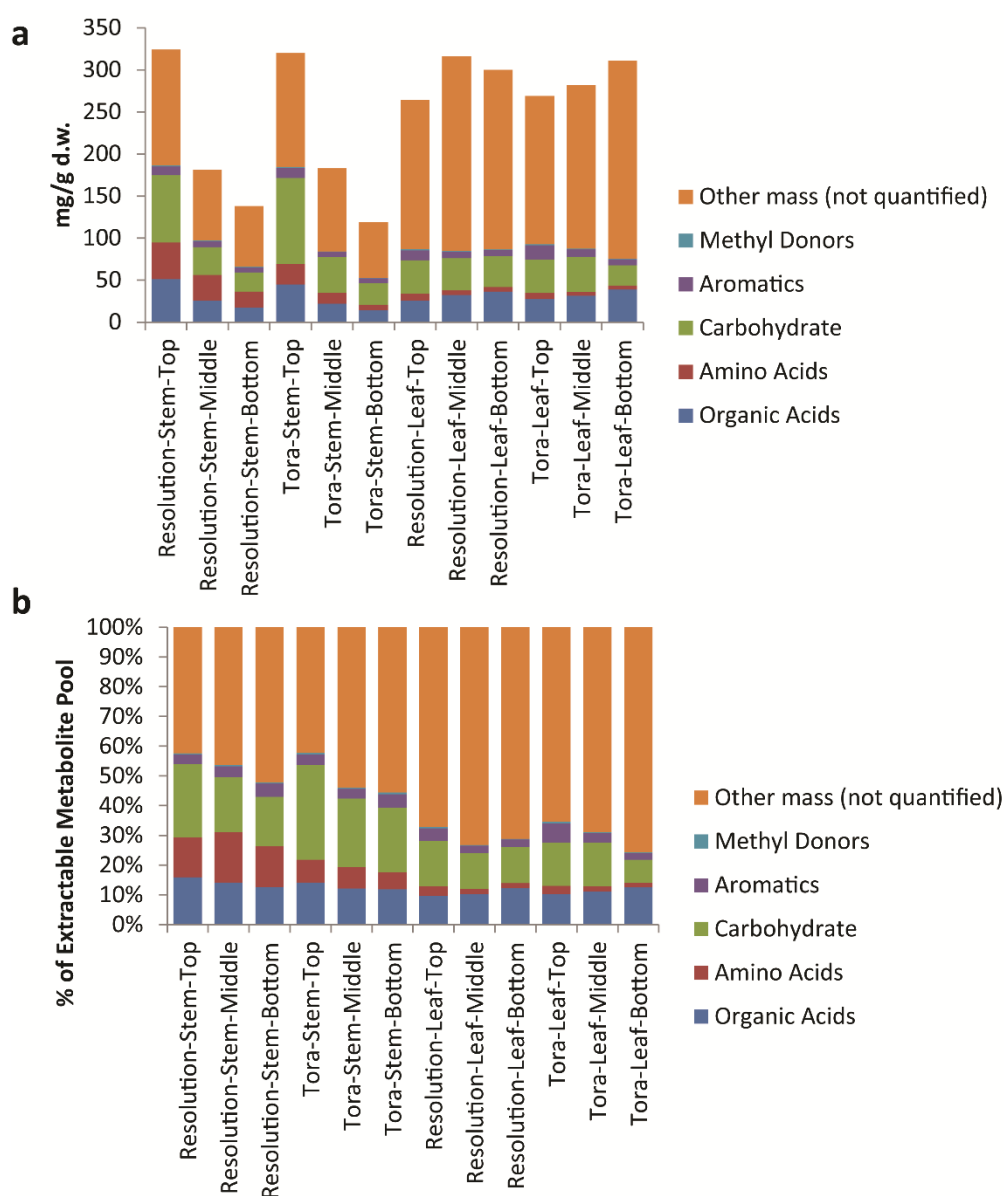 a
350
300
250
200
150
100
50
0
mg/g d.w.
Resolution-Stem-Top
Resolution-Stem-Middle
Resolution-Stem-Bottom
Tora-Stem-Top
Tora-Stem-Middle
Tora-Stem-Bottom
Resolution-Leaf-Top
Resolution-Leaf-Middle
Resolution-Leaf-Bottom
Tora-Leaf-Top
Tora-Leaf-Middle
Tora-Leaf-Bottom
Other mass (not quantified)
Methyl Donors
Aromatics
Carbohydrate
Amino Acids
Organic Acids
b
100%
90%
80%
70%
60%
50%
40%
30%
20%
10%
0%
% of Extractable Metabolite Pool
Resolution-Stem-Top
Resolution-Stem-Middle
Resolution-Stem-Bottom
Tora-Stem-Top
Tora-Stem-Middle
Tora-Stem-Bottom
Resolution-Leaf-Top
Resolution-Leaf-Middle
Resolution-Leaf-Bottom
Tora-Leaf-Top
Tora-Leaf-Middle
Tora-Leaf-Bottom
Other mass (not quantified)
Methyl Donors
Aromatics
Carbohydrate
Amino Acids
Organic Acids